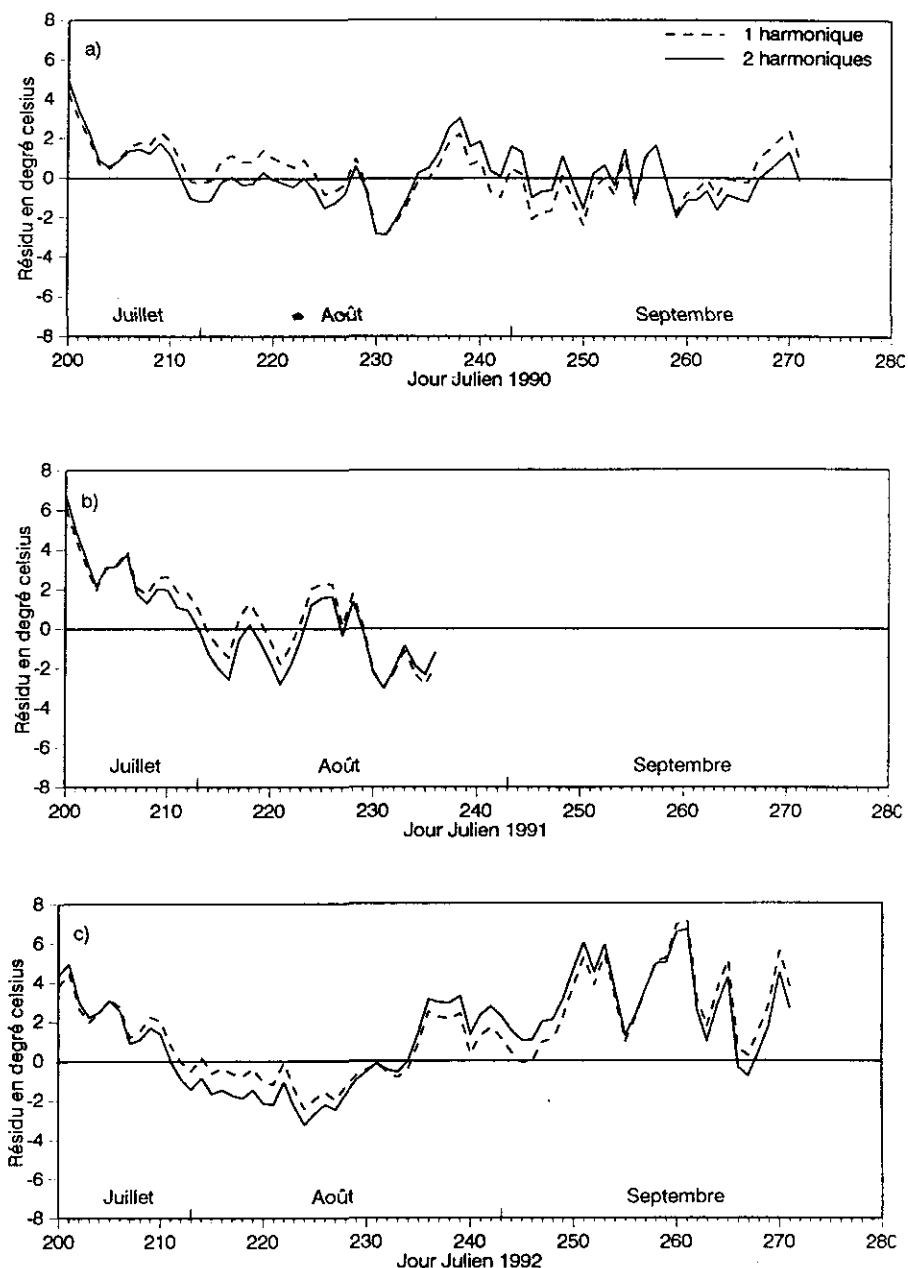 a)
1 harmonique
2 harmoniques
Résidu en degré celsius
8
6
4
2
0
-2
-4
-6
-8
Juillet
Août
Septembre
200 210 220 230 240 250 260 270 280
Jour Julien 1990
b)
Résidu en degré celsius
8
6
4
2
0
-2
-4
-6
-8
Juillet
Août
Septembre
200 210 220 230 240 250 260 270 280
Jour Julien 1991
c)
Résidu en degré celsius
8
6
4
2
0
-2
-4
-6
-8
Juillet
Août
Septembre
200 210 220 230 240 250 260 270 280
Jour Julien 1992